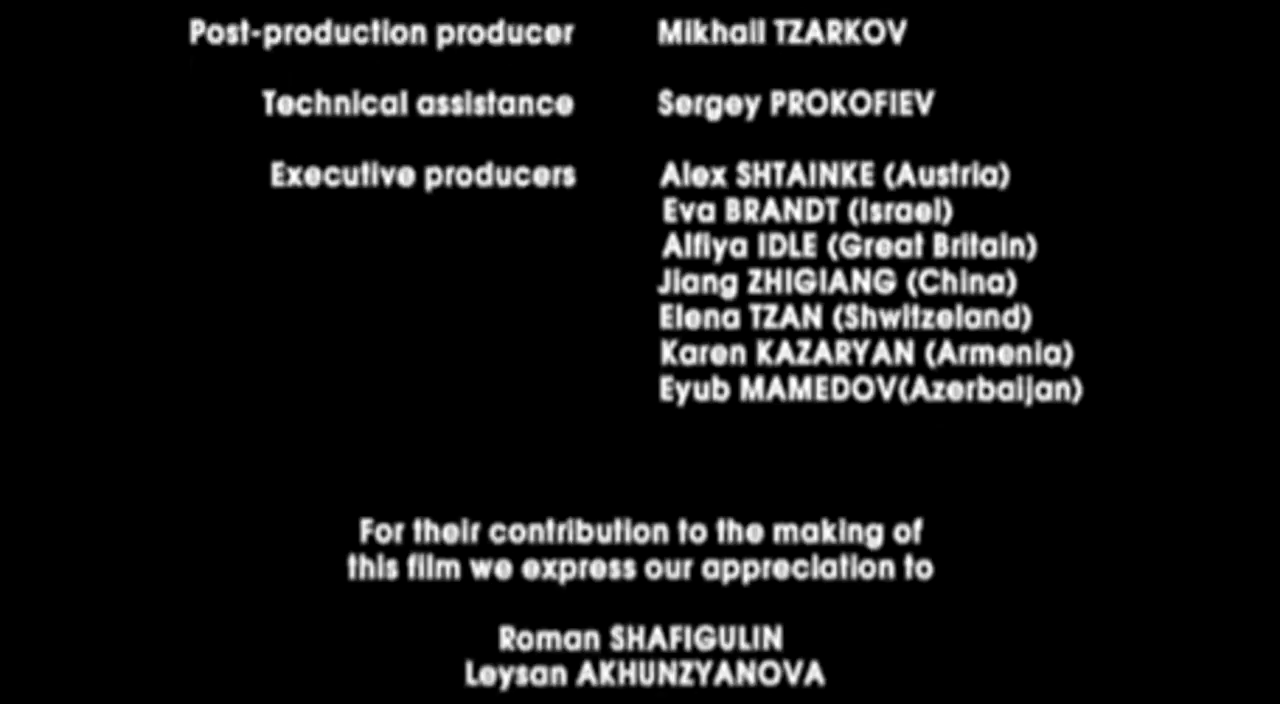 Post-production producer Mikhail TZARKOV
Technical assistance Sergey PROKOFIEV
Executive producers Alex SHTAINKE (Austria)
Eva BRANDT (Israel)
Alfiya IDLE (Great Britain)
Jiang ZHIGIANG (China)
Elena TZAN (Shwitzeland)
Karen KAZARYAN (Armenia)
Eyub MAMEDOV(Azerbaijan)
For their contribution to the making of
this film we express our appreciation to
Roman SHAFIGULIN
Leysan AKHUNZYANOVA